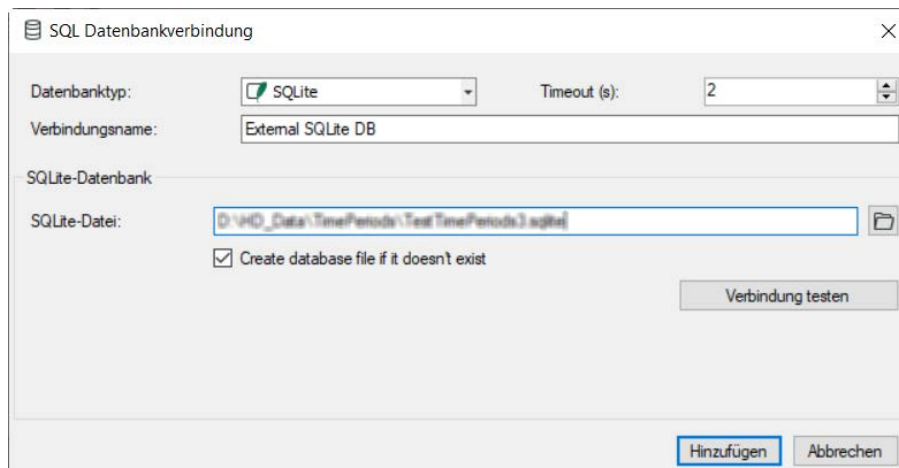 SQL Datenbankverbindung
Datenbanktyp: SQLite Timeout (s): 2
Verbindungsname: External SQLite DB
SQLite-Datenbank
SQLite-Datei:
Create database file if it doesn't exist
Verbindung testen
Hinzufügen Abbrechen